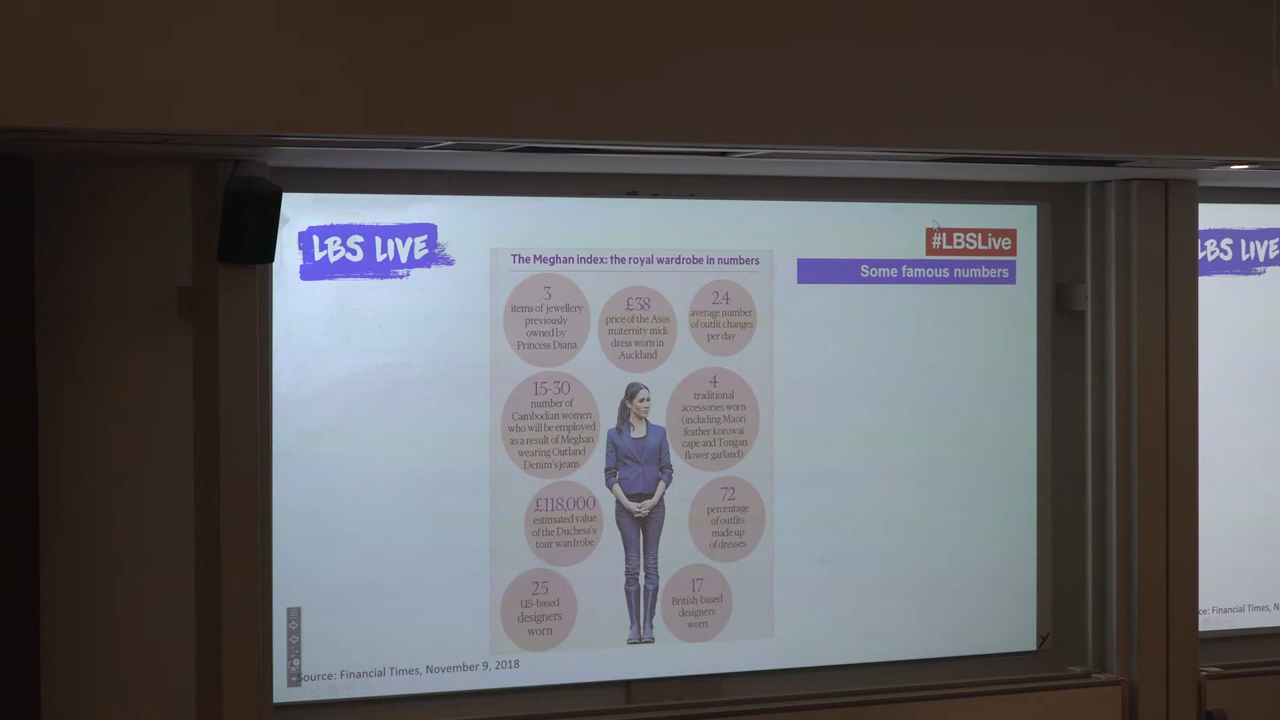 LBS LIVE
#LBSLive
Some famous numbers
The Meghan index: the royal wardrobe in numbers
3
items of jewellery
previously
owned by
Princess Diana
£38
price of the Asos
maternity midi
dress worn in
Auckland
2.4
average number
of outfit changes
per day
15-30
number of
Cambodian women
who will be employed
as a result of Meghan
wearing Outland
Denim's jeans
4
traditional
accessories worn
(including Maori
feather korowai
cape and Tongan
flower garland)
£118,000
estimated value
of the Duchess's
tour wardrobe
72
percentage
of outfits
made up
of dresses
25
US-based
designers
worn
17
British-based
designers
worn
Source: Financial Times, November 9, 2018
LBS LIVE
ce: Financial Times, N